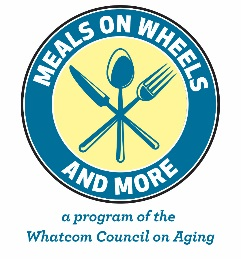 MEALS ON WHEELS
AND MORE
a program of the
Whatcom Council on Aging